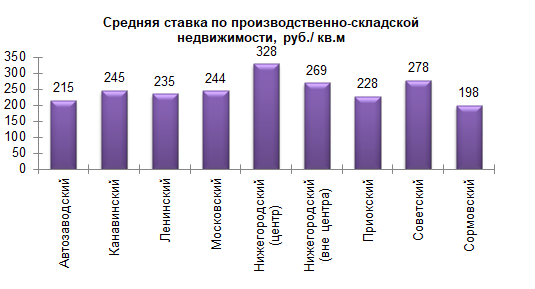 Средняя ставка по производственно-складской
недвижимости, руб./ кв.м
350
300
250
200
150
100
50
0
215
245
235
244
328
269
228
278
198
Автозаводский
Канавинский
Ленинский
Московский
Нижегородский
(центр)
Нижегородский
(вне центра)
Приокский
Советский
Сормовский